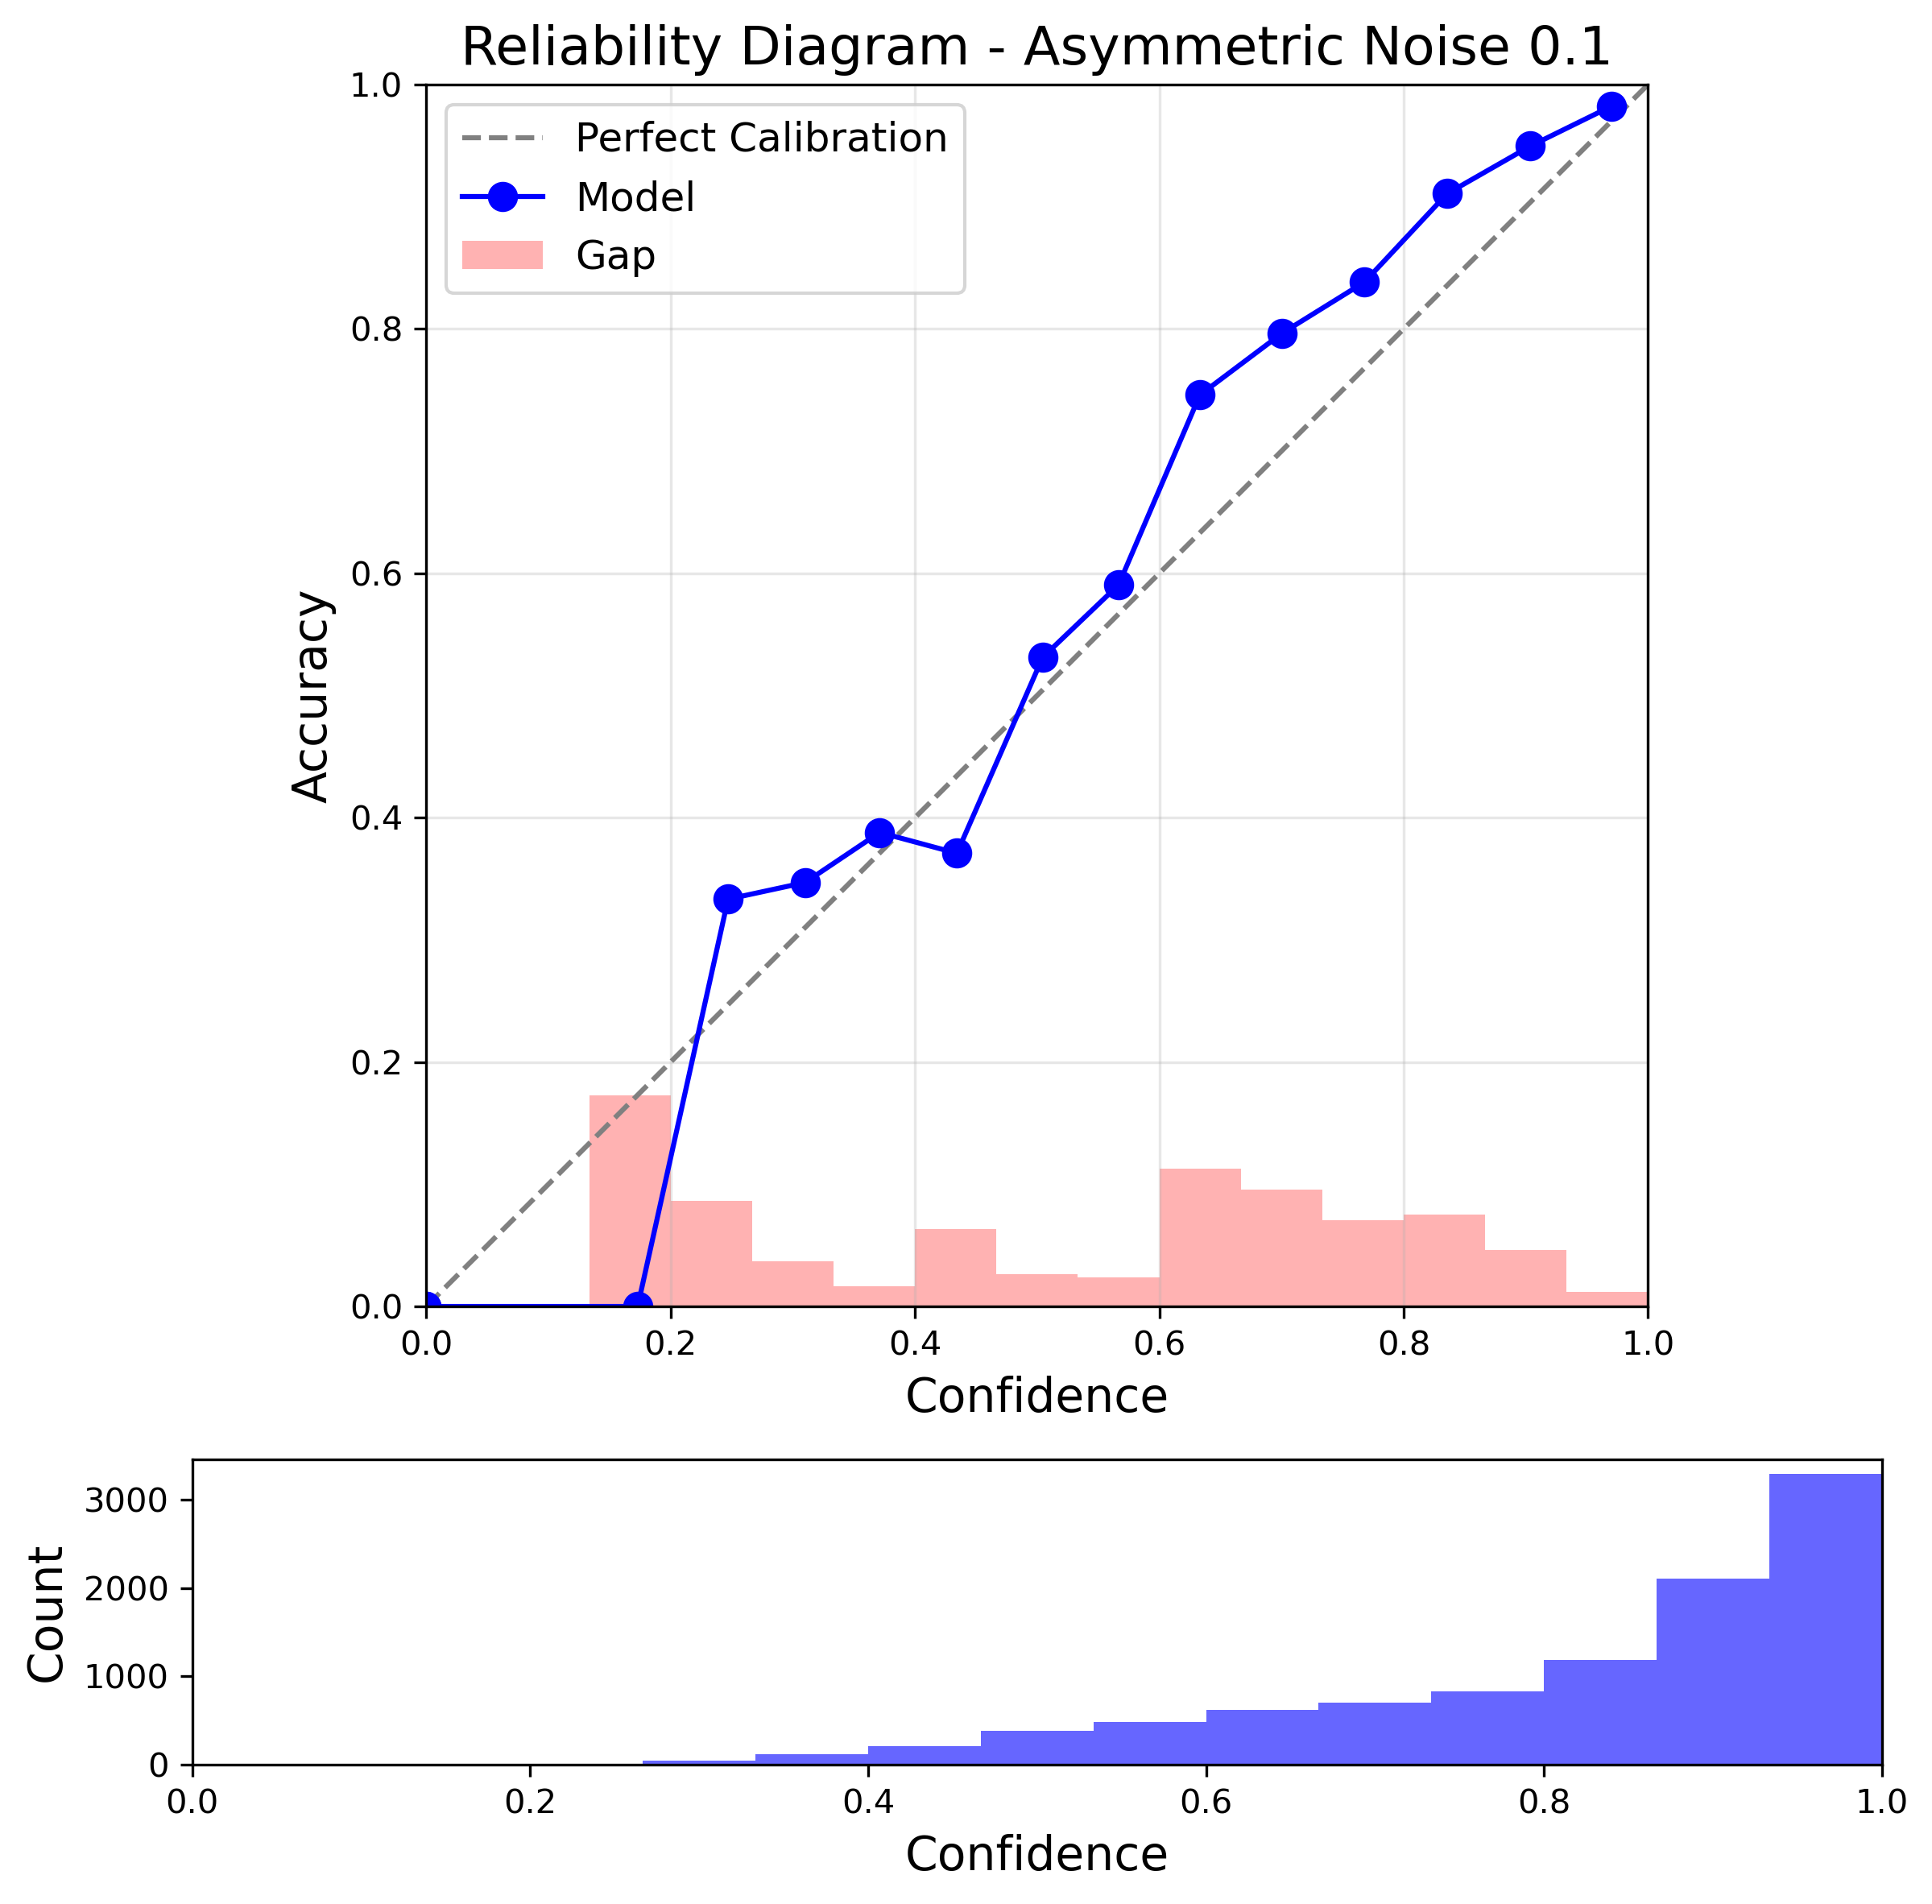 Reliability Diagram - Asymmetric Noise 0.1
1.0
0.8
0.6
0.4
0.2
0.0
Accuracy
Perfect Calibration
Model
Gap
0.0 0.2 0.4 0.6 0.8 1.0
Confidence
3000
2000
1000
0
Count
0.0 0.2 0.4 0.6 0.8 1.0
Confidence